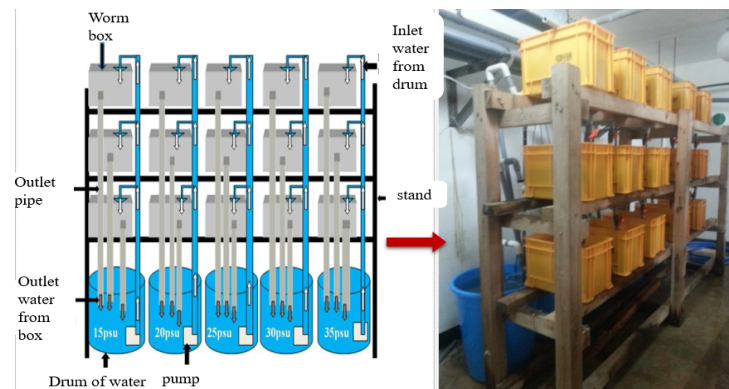 Worm
box
Inlet
water
from
drum
Outlet
pipe
stand
Outlet
water
from
box
15psu
20psu
25psu
30psu
35psu
Drum of water
pump